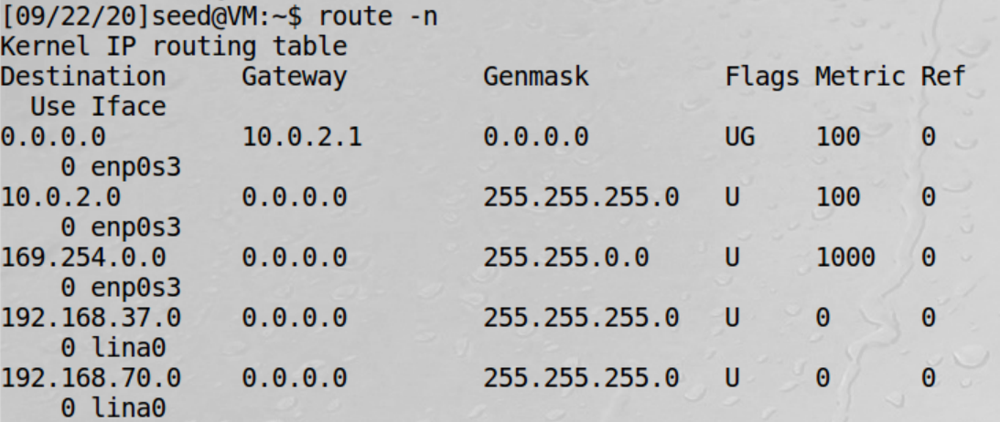 [09/22/20]seed@VM:~$ route -n
Kernel IP routing table
Destination     Gateway         Genmask         Flags Metric Ref
  Use Iface
0.0.0.0         10.0.2.1        0.0.0.0         UG    100    0
    0 enp0s3
10.0.2.0        0.0.0.0         255.255.255.0   U     100    0
    0 enp0s3
169.254.0.0     0.0.0.0         255.255.0.0     U     1000   0
    0 enp0s3
192.168.37.0    0.0.0.0         255.255.255.0   U     0      0
    0 lina0
192.168.70.0    0.0.0.0         255.255.255.0   U     0      0
    0 lina0